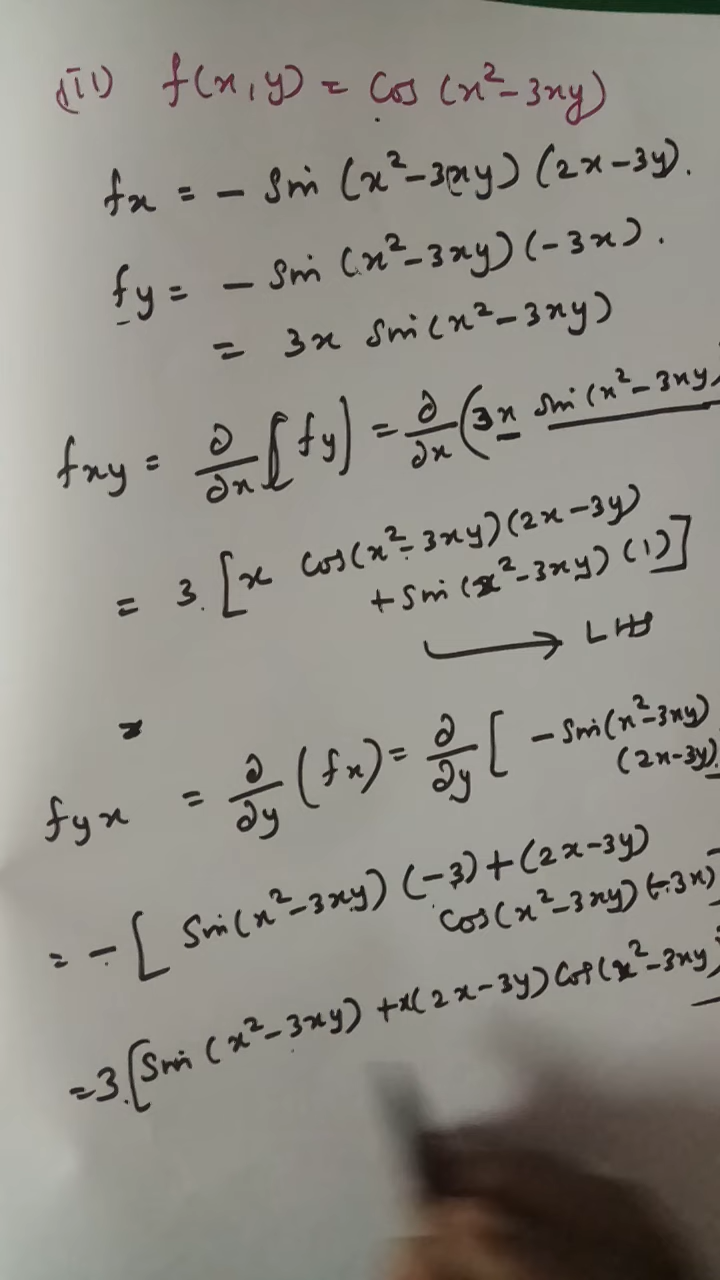 (ii) f(x,y) = Cos (x²-3xy)
fx = - Sin (x²-3xy) (2x-3y).
fy = - Sin (x²-3xy) (-3x).
= 3x Sin (x²-3xy)
fxy = ∂/∂x [fy] = ∂/∂x (3x Sin (x²-3xy)
= 3. [x Cos(x²-3xy)(2x-3y)
+ Sin (x²-3xy) (1)]
→ LHS
=
fyx = ∂/∂y (fx) = ∂/∂y [ - Sin(x²-3xy)
(2x-3y)
= - [ Sin(x²-3xy) (-3) + (2x-3y)
Cos(x²-3xy) (-3x)]
= 3. [Sin (x²-3xy) + x(2x-3y) Cos(x²-3xy)]